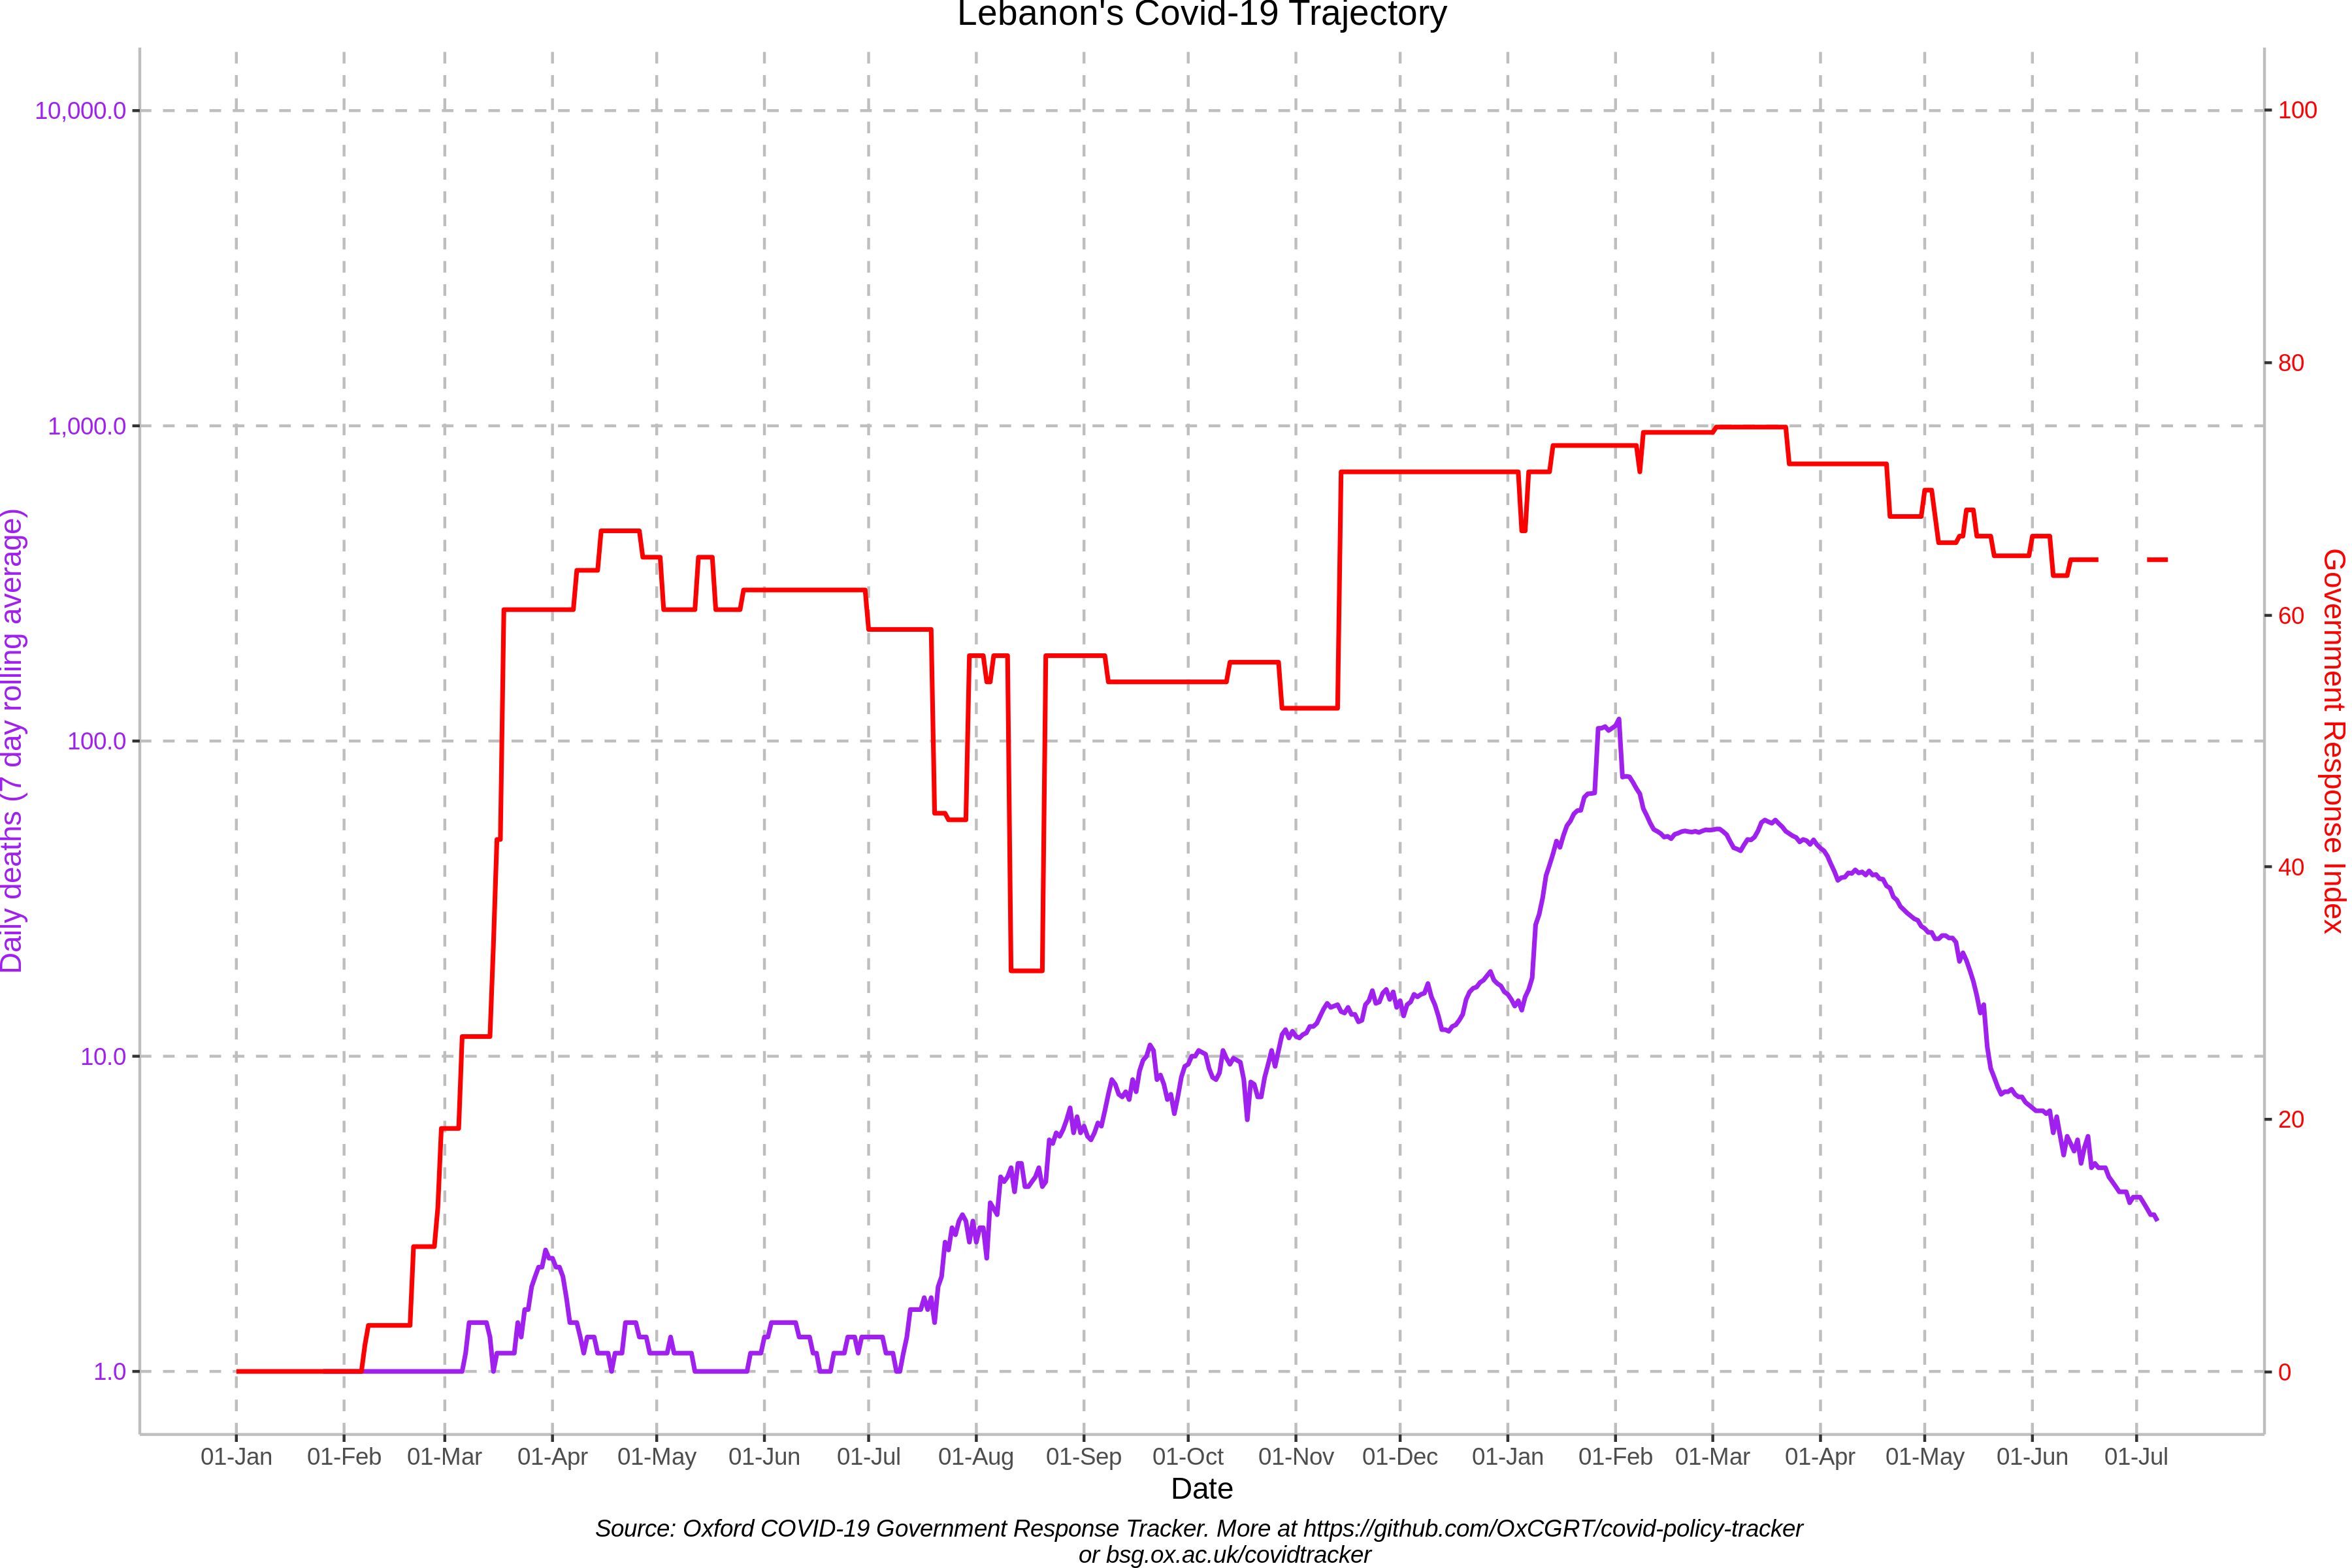 Lebanon's Covid-19 Trajectory
10,000.0
1,000.0
100.0
10.0
1.0
Daily deaths (7 day rolling average)
100
80
60
40
20
0
Government Response Index
01-Jan 01-Feb 01-Mar 01-Apr 01-May 01-Jun 01-Jul 01-Aug 01-Sep 01-Oct 01-Nov 01-Dec 01-Jan 01-Feb 01-Mar 01-Apr 01-May 01-Jun 01-Jul
Date
Source: Oxford COVID-19 Government Response Tracker. More at https://github.com/OxCGRT/covid-policy-tracker
or bsg.ox.ac.uk/covidtracker